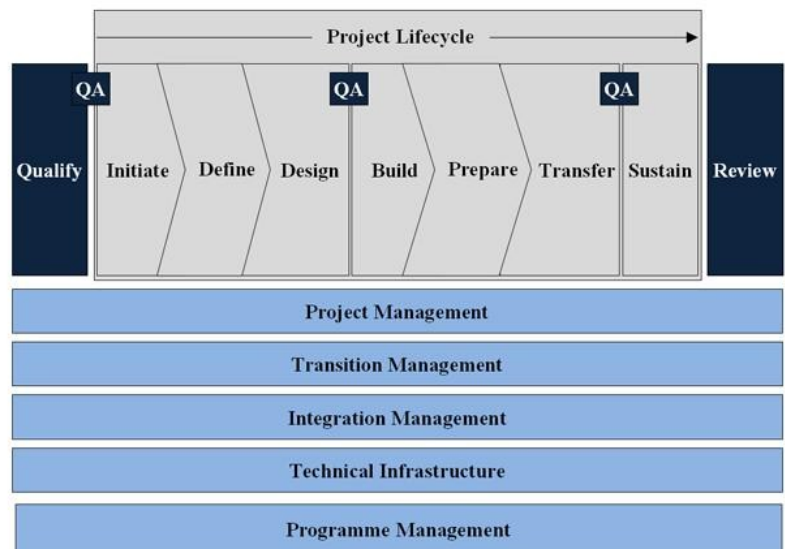 Project Lifecycle
QA QA QA
Qualify Initiate Define Design Build Prepare Transfer Sustain Review
Project Management
Transition Management
Integration Management
Technical Infrastructure
Programme Management